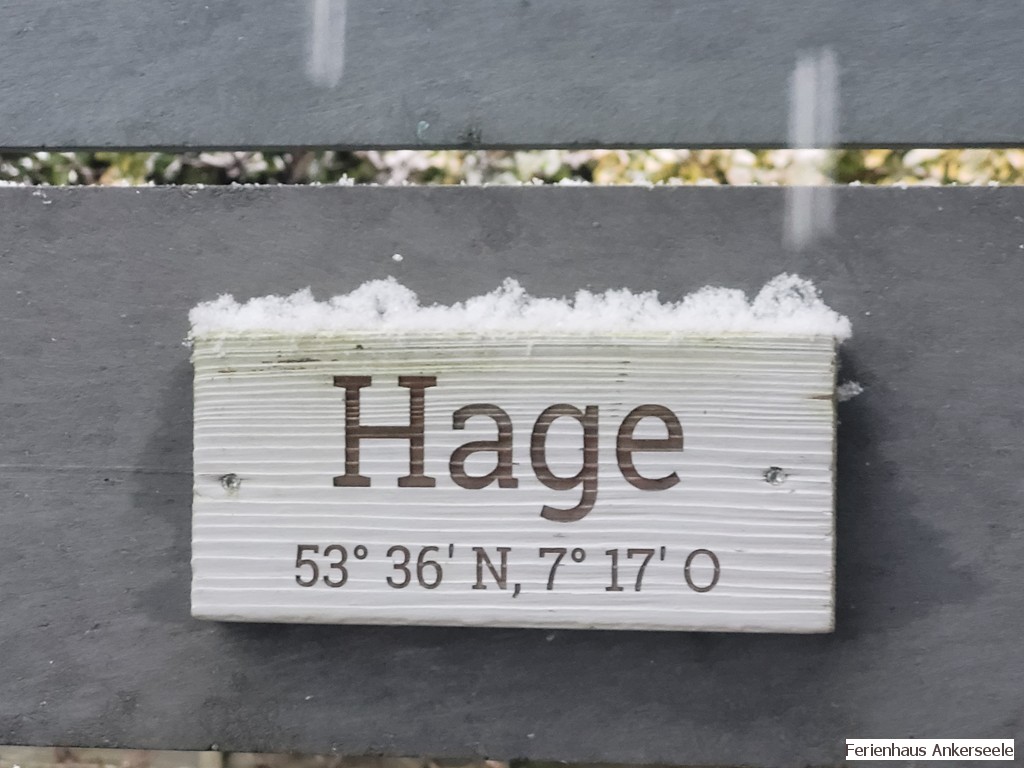 Hage
53° 36' N, 7° 17' O
Ferienhaus Ankerseele